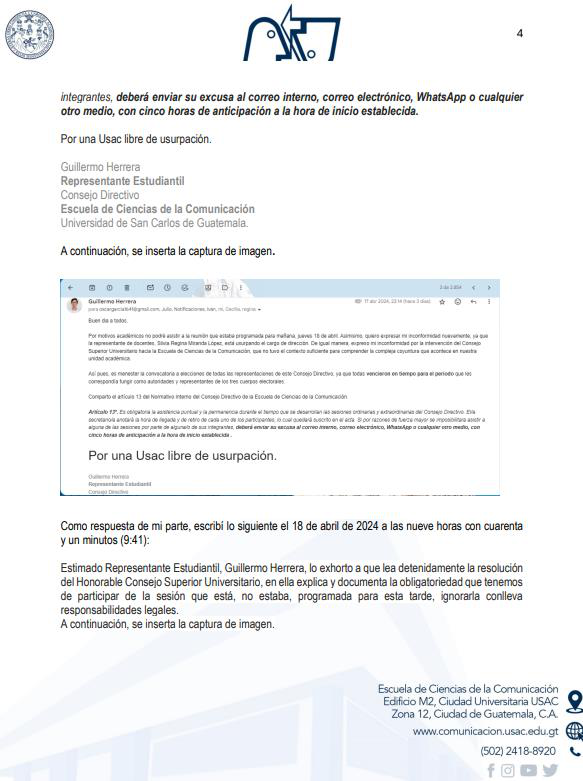 4
integrantes, deberá enviar su excusa al correo interno, correo electrónico, WhatsApp o cualquier
otro medio, con cinco horas de anticipación a la hora de inicio establecida.
Por una Usac libre de usurpación.
Guillermo Herrera
Representante Estudiantil
Consejo Directivo
Escuela de Ciencias de la Comunicación
Universidad de San Carlos de Guatemala.
A continuación, se inserta la captura de imagen.
2 de 2.854
Guillermo Herrera
17 abr 2024, 22:14 (hace 3 días)
para oscargarcia1641@gmail.com, Julio, Notificaciones, ivan, mí, Cecilia, regina
Buen día a todos.
Por motivos académicos no podré asistir a la reunión que estaba programada para mañana, jueves 18 de abril. Asimismo, quiero expresar mi inconformidad nuevamente, ya que
la representante de docentes, Silvia Regina Miranda López, está usurpando el cargo de dirección. De igual manera, expreso mi inconformidad por la intervención del Consejo
Superior Universitario hacia la Escuela de Ciencias de la Comunicación, que no tuvo el contexto suficiente para comprender la compleja coyuntura que acontece en nuestra
unidad académica.
Así pues, es menester la convocatoria a elecciones de todas las representaciones de este Consejo Directivo, ya que todas vencieron en tiempo para el periodo que les
correspondía fungir como autoridades y representantes de los tres cuerpos electorales.
Comparto el artículo 13 del Normativo interno del Consejo Directivo de la Escuela de Ciencias de la Comunicación.
Artículo 13º. Es obligatoria la asistencia puntual y la permanencia durante el tiempo que se desarrollan las sesiones ordinarias y extraordinarias del Consejo Directivo. El/la
secretario/a anotará la hora de llegada y de retiro de cada uno de los participantes, lo cual quedará suscrito en el acta. Si por razones de fuerza mayor se imposibilitara asistir a
alguna de las sesiones por parte de alguno/a de sus integrantes, deberá enviar su excusa al correo interno, correo electrónico, WhatsApp o cualquier otro medio, con
cinco horas de anticipación a la hora de inicio establecida.
Por una Usac libre de usurpación.
Guillermo Herrera
Representante Estudiantil
Consejo Directivo
Como respuesta de mi parte, escribí lo siguiente el 18 de abril de 2024 a las nueve horas con cuarenta
y un minutos (9:41):
Estimado Representante Estudiantil, Guillermo Herrera, lo exhorto a que lea detenidamente la resolución
del Honorable Consejo Superior Universitario, en ella explica y documenta la obligatoriedad que tenemos
de participar de la sesión que está, no estaba, programada para esta tarde, ignorarla conlleva
responsabilidades legales.
A continuación, se inserta la captura de imagen.
Escuela de Ciencias de la Comunicación
Edificio M2, Ciudad Universitaria USAC
Zona 12, Ciudad de Guatemala, C.A.
www.comunicacion.usac.edu.gt
(502) 2418-8920